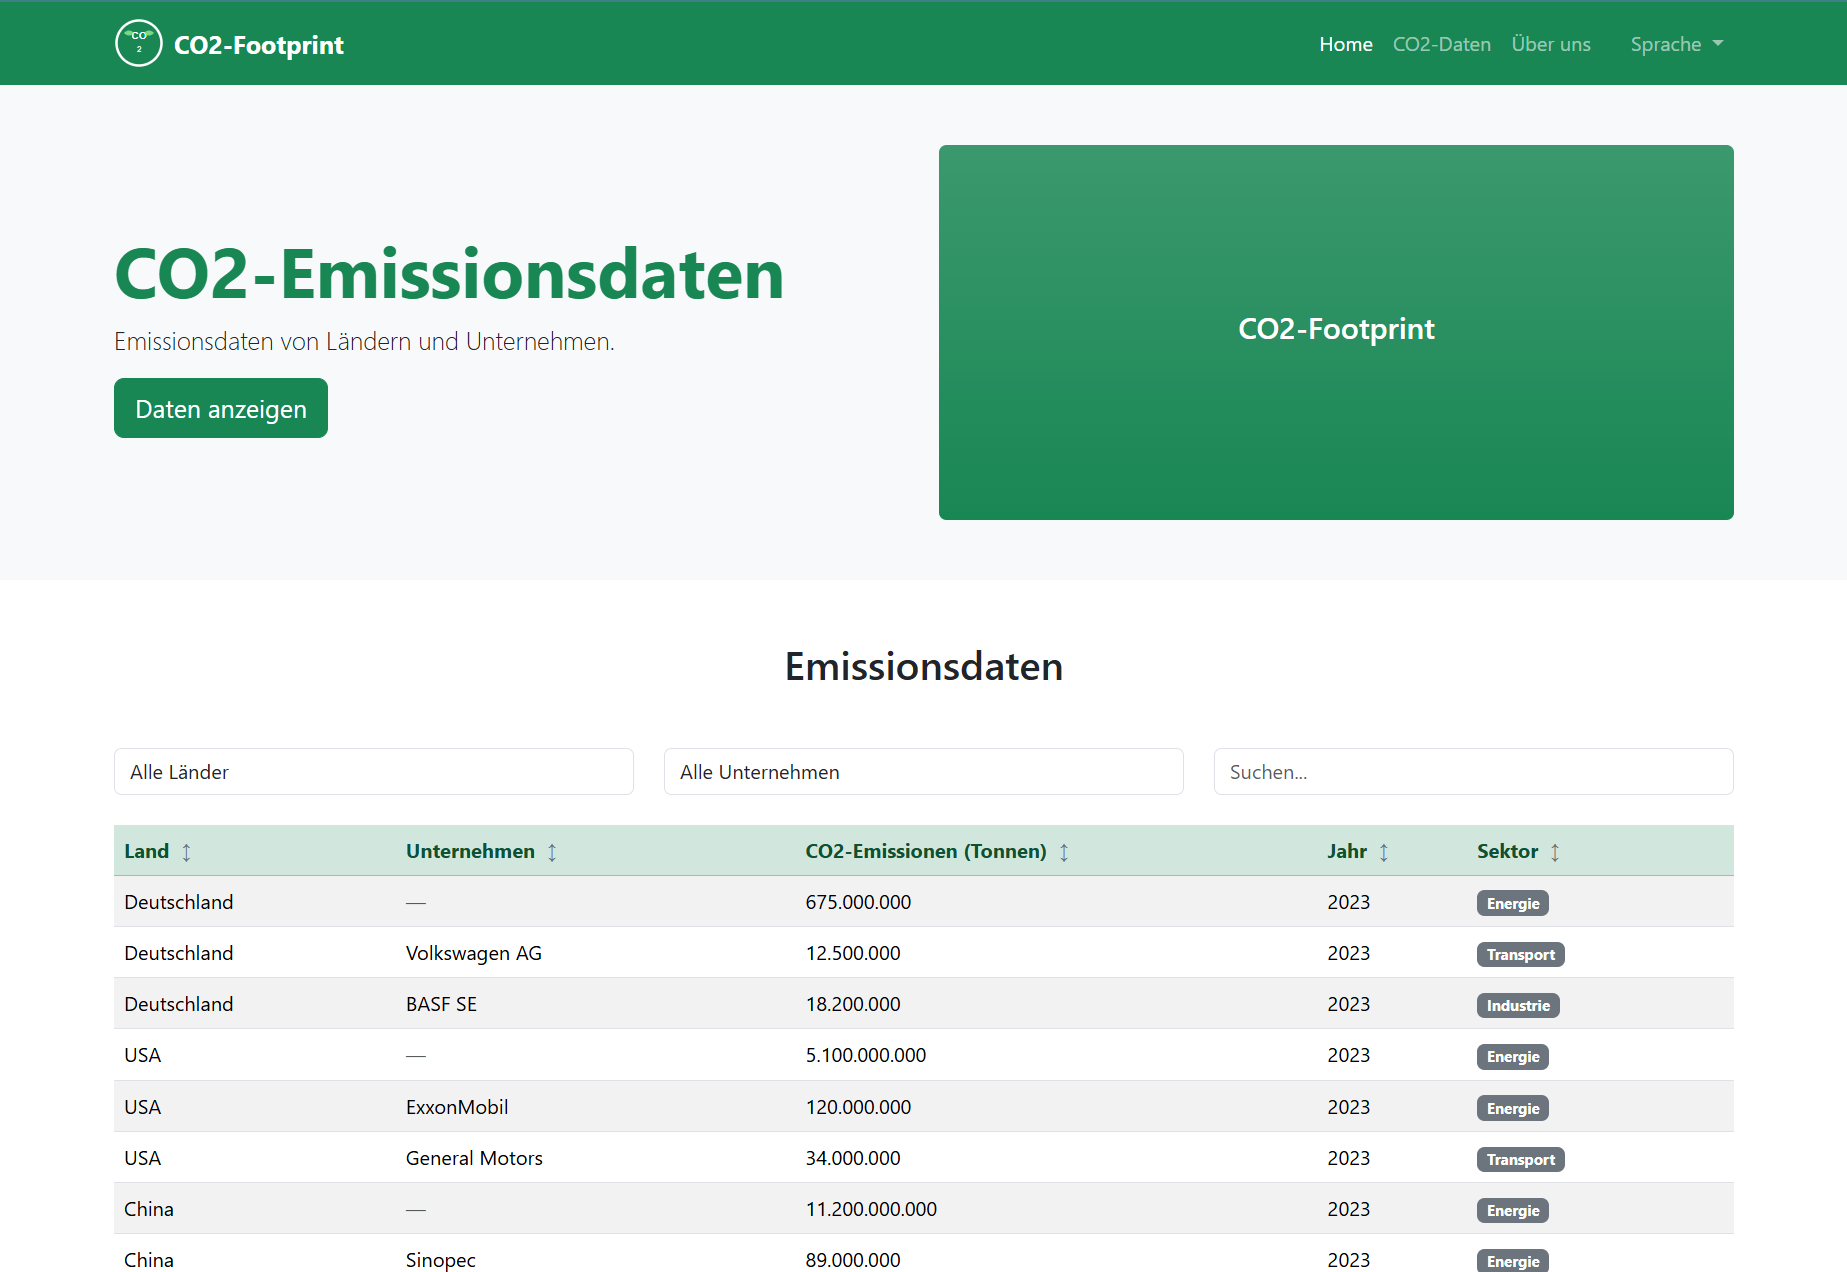 CO
2
CO2-Footprint
Home CO2-Daten Über uns Sprache
CO2-Emissionsdaten
Emissionsdaten von Ländern und Unternehmen.
Daten anzeigen
CO2-Footprint
Emissionsdaten
Alle Länder Alle Unternehmen Suchen...
Land ↕ Unternehmen ↕ CO2-Emissionen (Tonnen) ↕ Jahr ↕ Sektor ↕
Deutschland — 675.000.000 2023 Energie
Deutschland Volkswagen AG 12.500.000 2023 Transport
Deutschland BASF SE 18.200.000 2023 Industrie
USA — 5.100.000.000 2023 Energie
USA ExxonMobil 120.000.000 2023 Energie
USA General Motors 34.000.000 2023 Transport
China — 11.200.000.000 2023 Energie
China Sinopec 89.000.000 2023 Energie